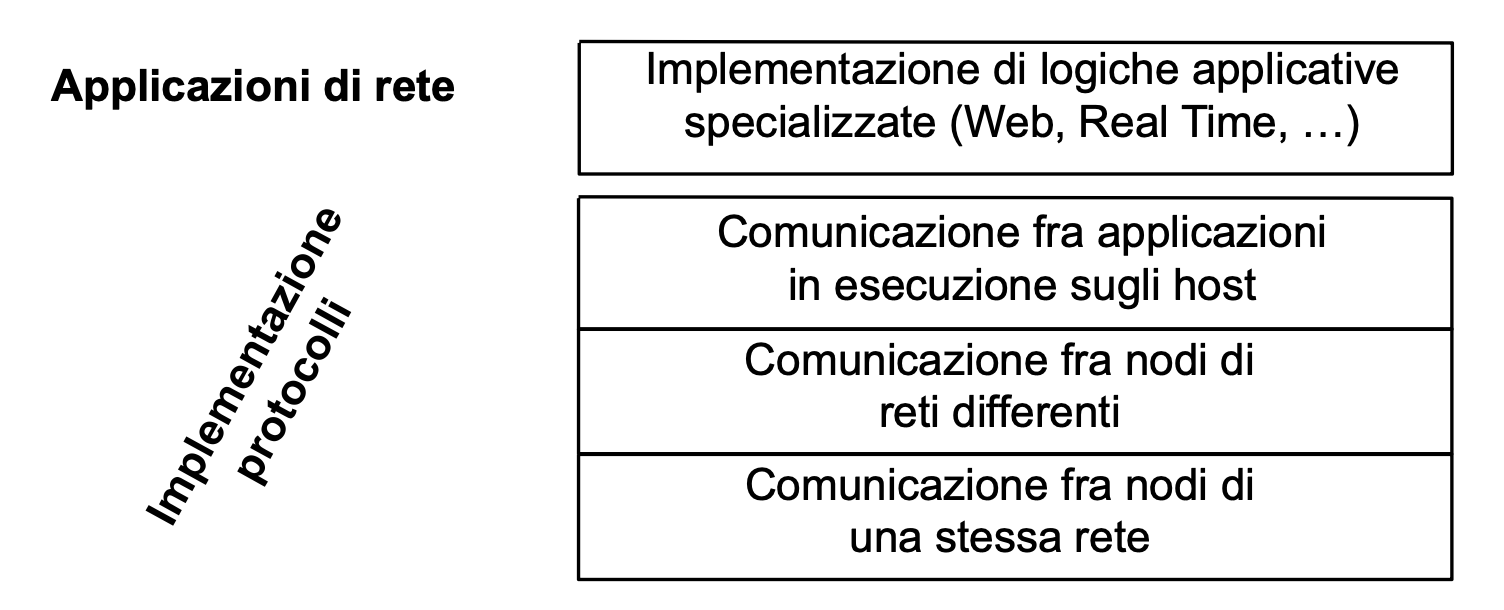 Applicazioni di rete
Implementazione di logiche applicative
specializzate (Web, Real Time, …)
Implementazione
protocolli
Comunicazione fra applicazioni
in esecuzione sugli host
Comunicazione fra nodi di
reti differenti
Comunicazione fra nodi di
una stessa rete